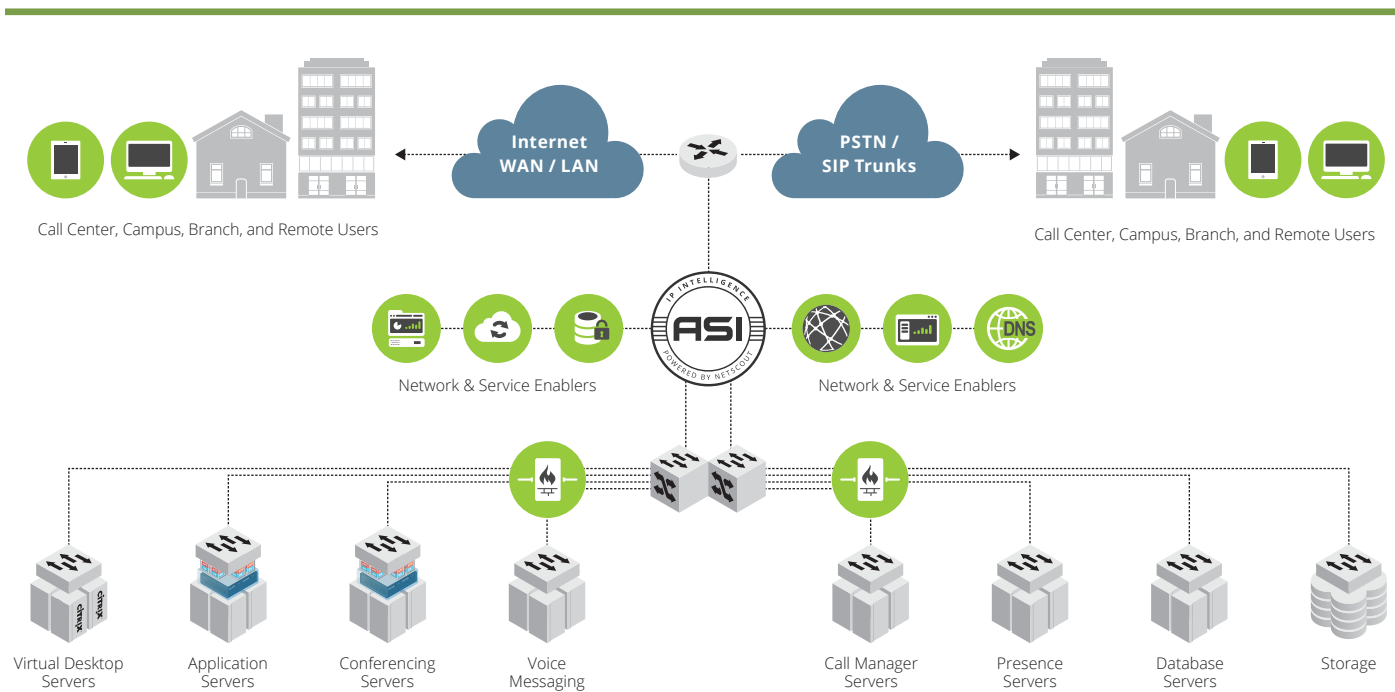 Internet
WAN / LAN
PSTN /
SIP Trunks
Call Center, Campus, Branch, and Remote Users
Call Center, Campus, Branch, and Remote Users
IP INTELLIGENCE
ASI
POWERED BY NETSCOUT
DNS
Network & Service Enablers
Network & Service Enablers
citrix
citrix
Virtual Desktop
Servers
Application
Servers
Conferencing
Servers
Voice
Messaging
Call Manager
Servers
Presence
Servers
Database
Servers
Storage